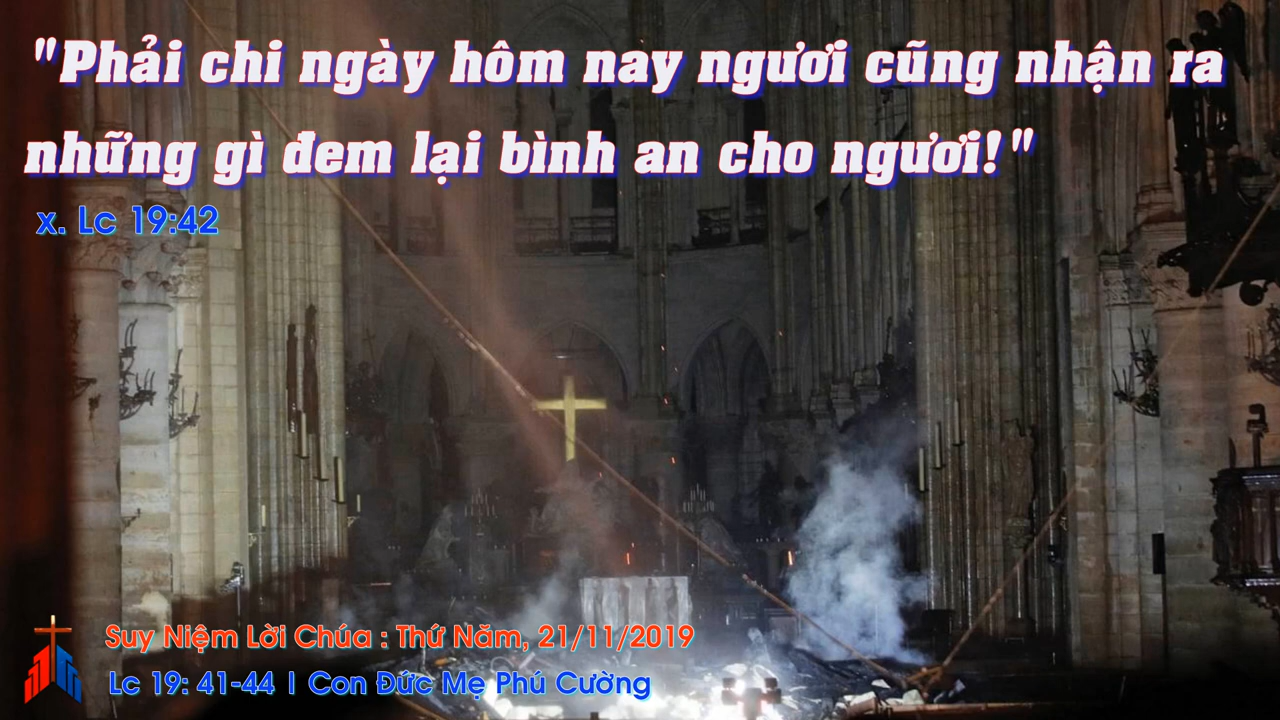 "Phải chi ngày hôm nay ngươi cũng nhận ra
những gì đem lại bình an cho ngươi!"
x. Lc 19:42
Suy Niệm Lời Chúa : Thứ Năm, 21/11/2019
Lc 19: 41-44 | Con Đức Mẹ Phú Cường